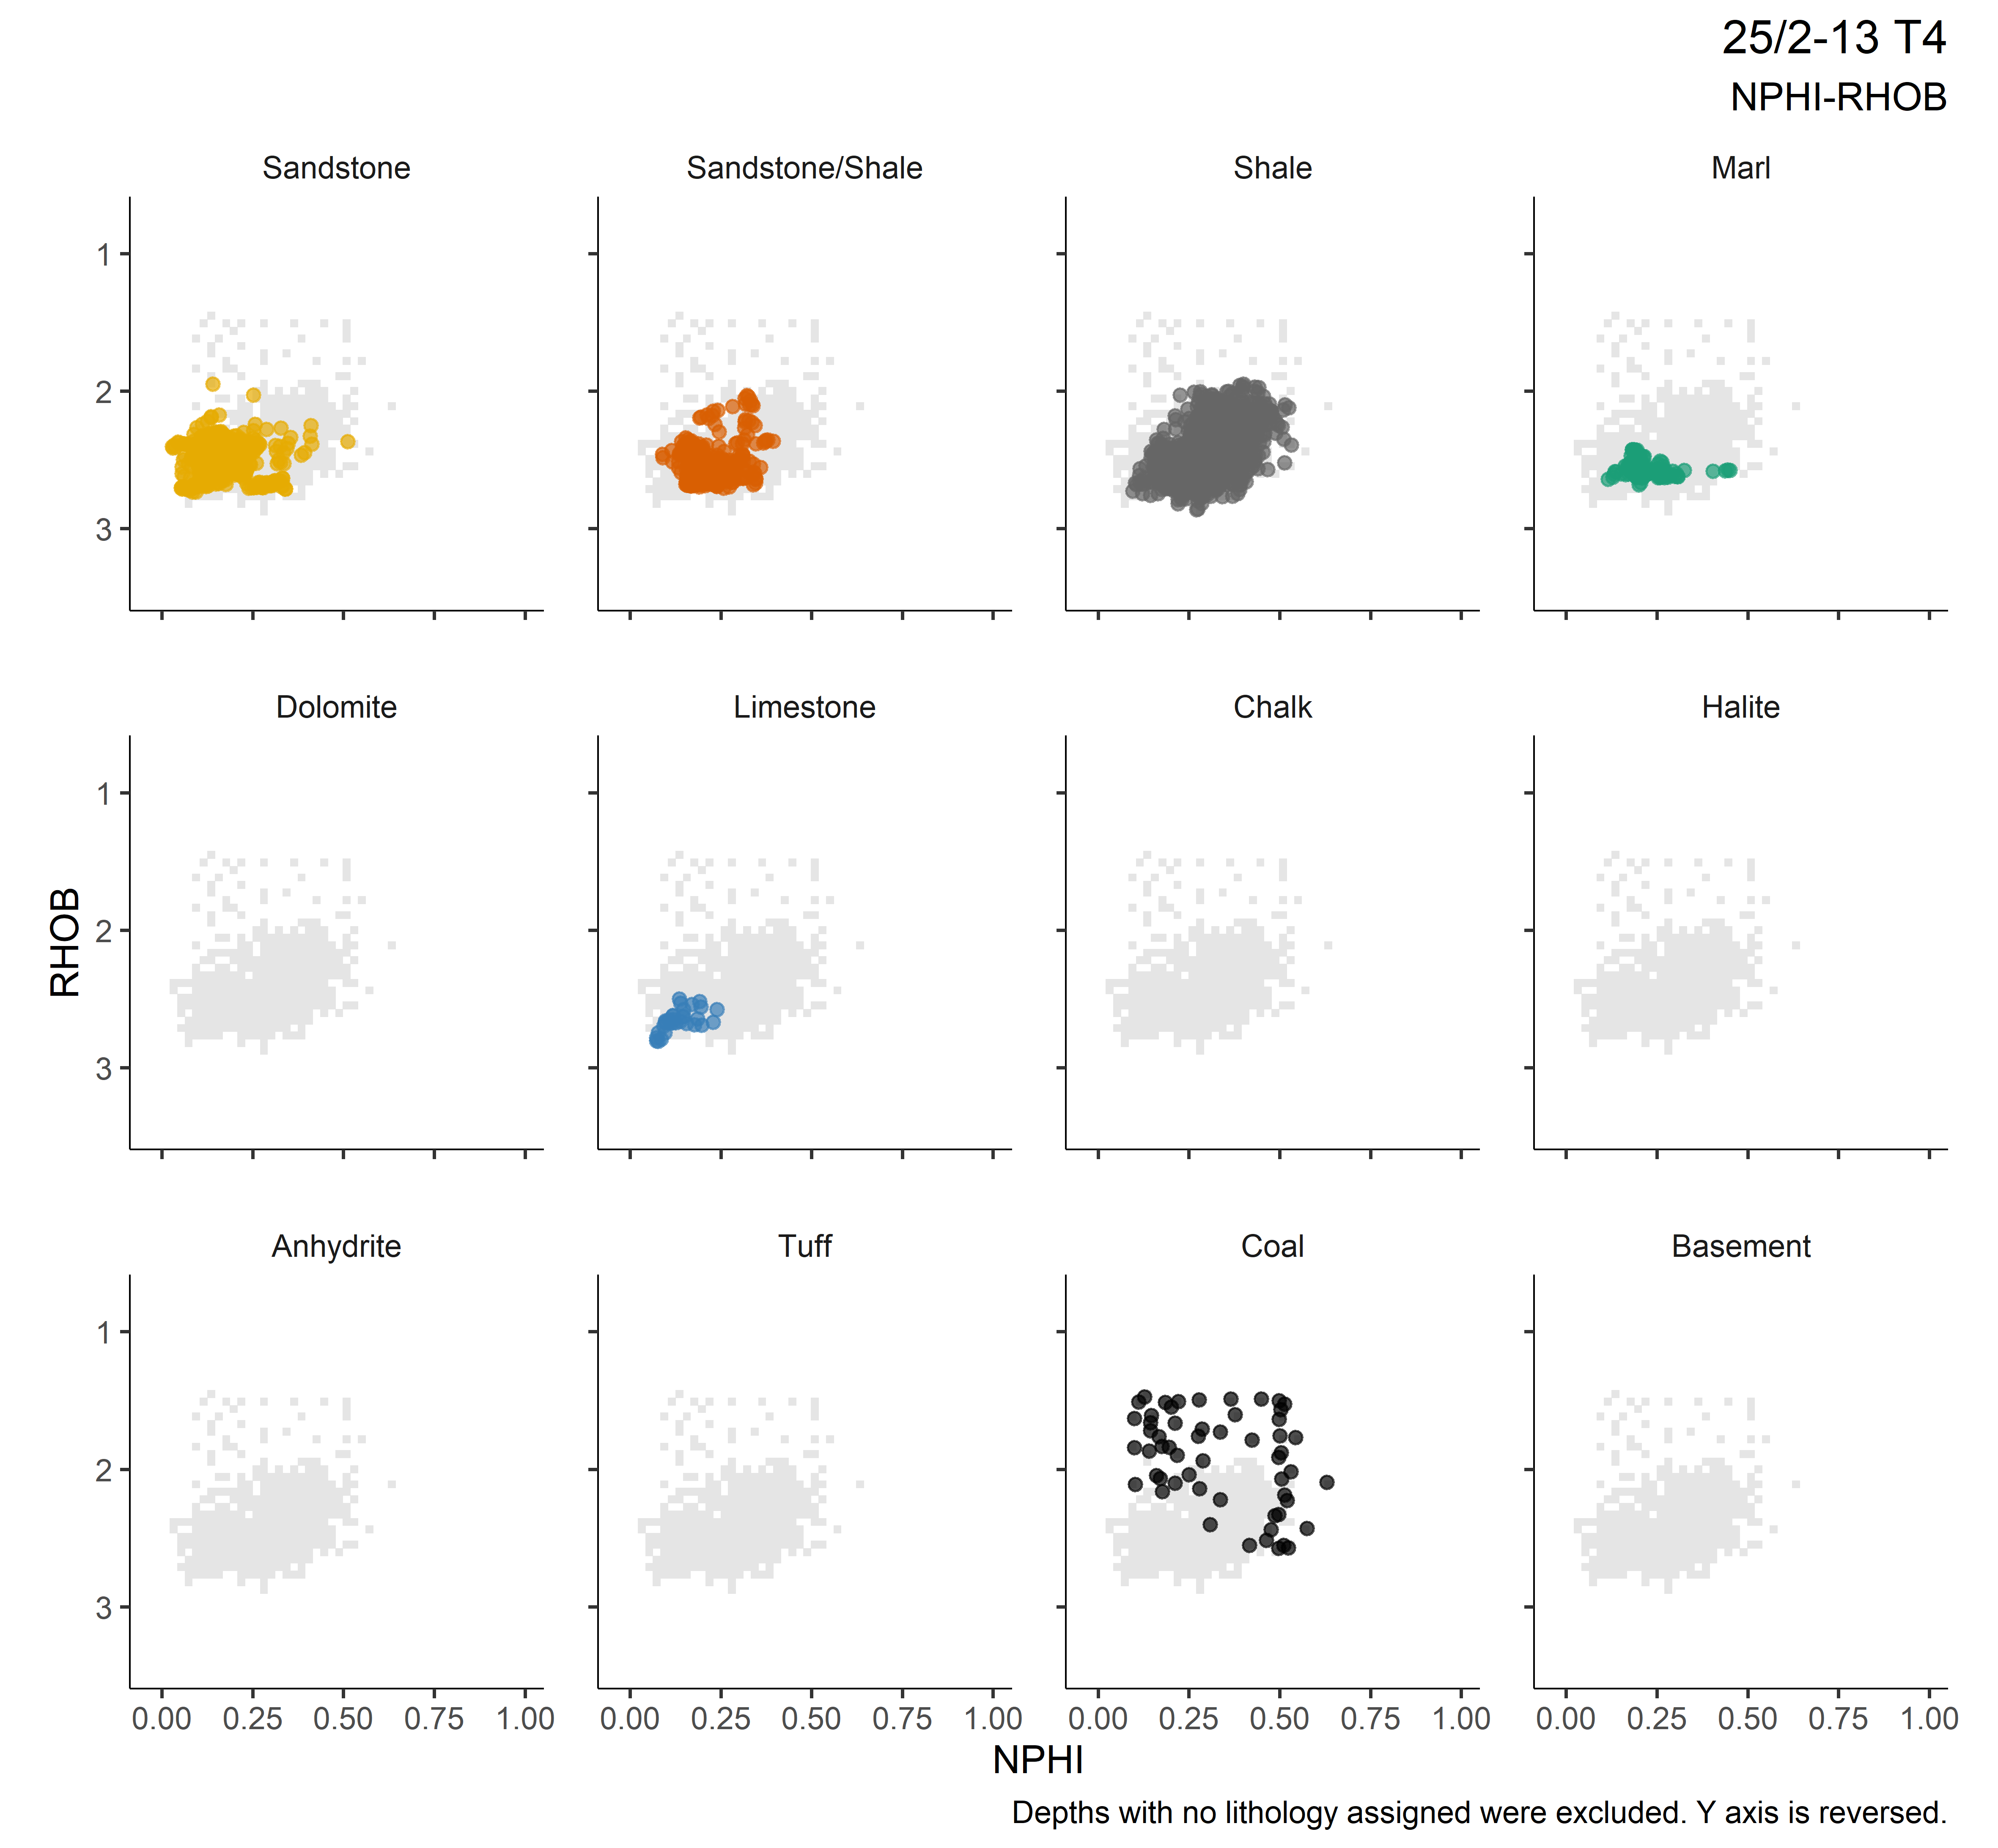 25/2-13 T4
NPHI-RHOB
Sandstone Sandstone/Shale Shale Marl
1
2
3
Dolomite Limestone Chalk Halite
1
2
3
RHOB
Anhydrite Tuff Coal Basement
1
2
3
0.00 0.25 0.50 0.75 1.00 0.00 0.25 0.50 0.75 1.00 0.00 0.25 0.50 0.75 1.00 0.00 0.25 0.50 0.75 1.00
NPHI
Depths with no lithology assigned were excluded. Y axis is reversed.